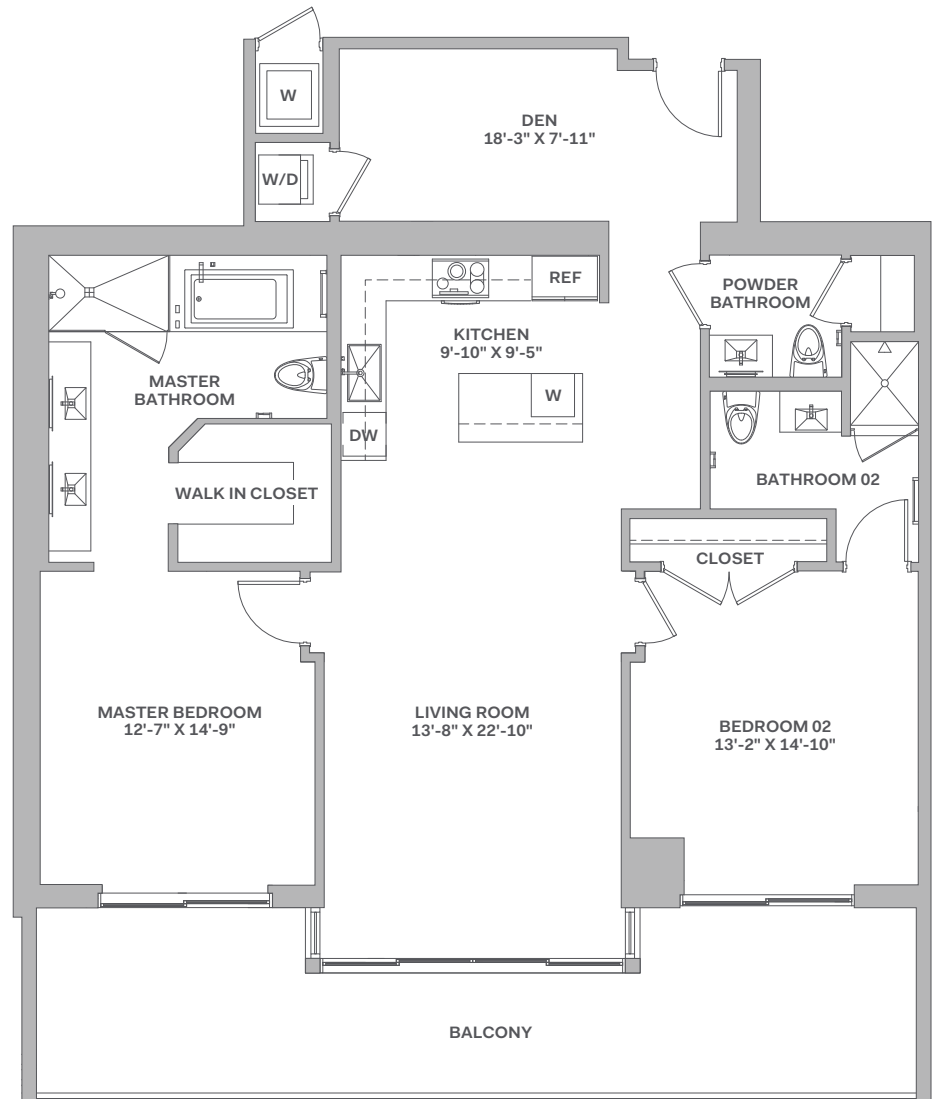 W
DEN
18'-3" X 7'-11"
W/D
REF
POWDER
BATHROOM
KITCHEN
9'-10" X 9'-5"
MASTER
BATHROOM
W
DW
WALK IN CLOSET
BATHROOM 02
CLOSET
MASTER BEDROOM
12'-7" X 14'-9"
LIVING ROOM
13'-8" X 22'-10"
BEDROOM 02
13'-2" X 14'-10"
BALCONY